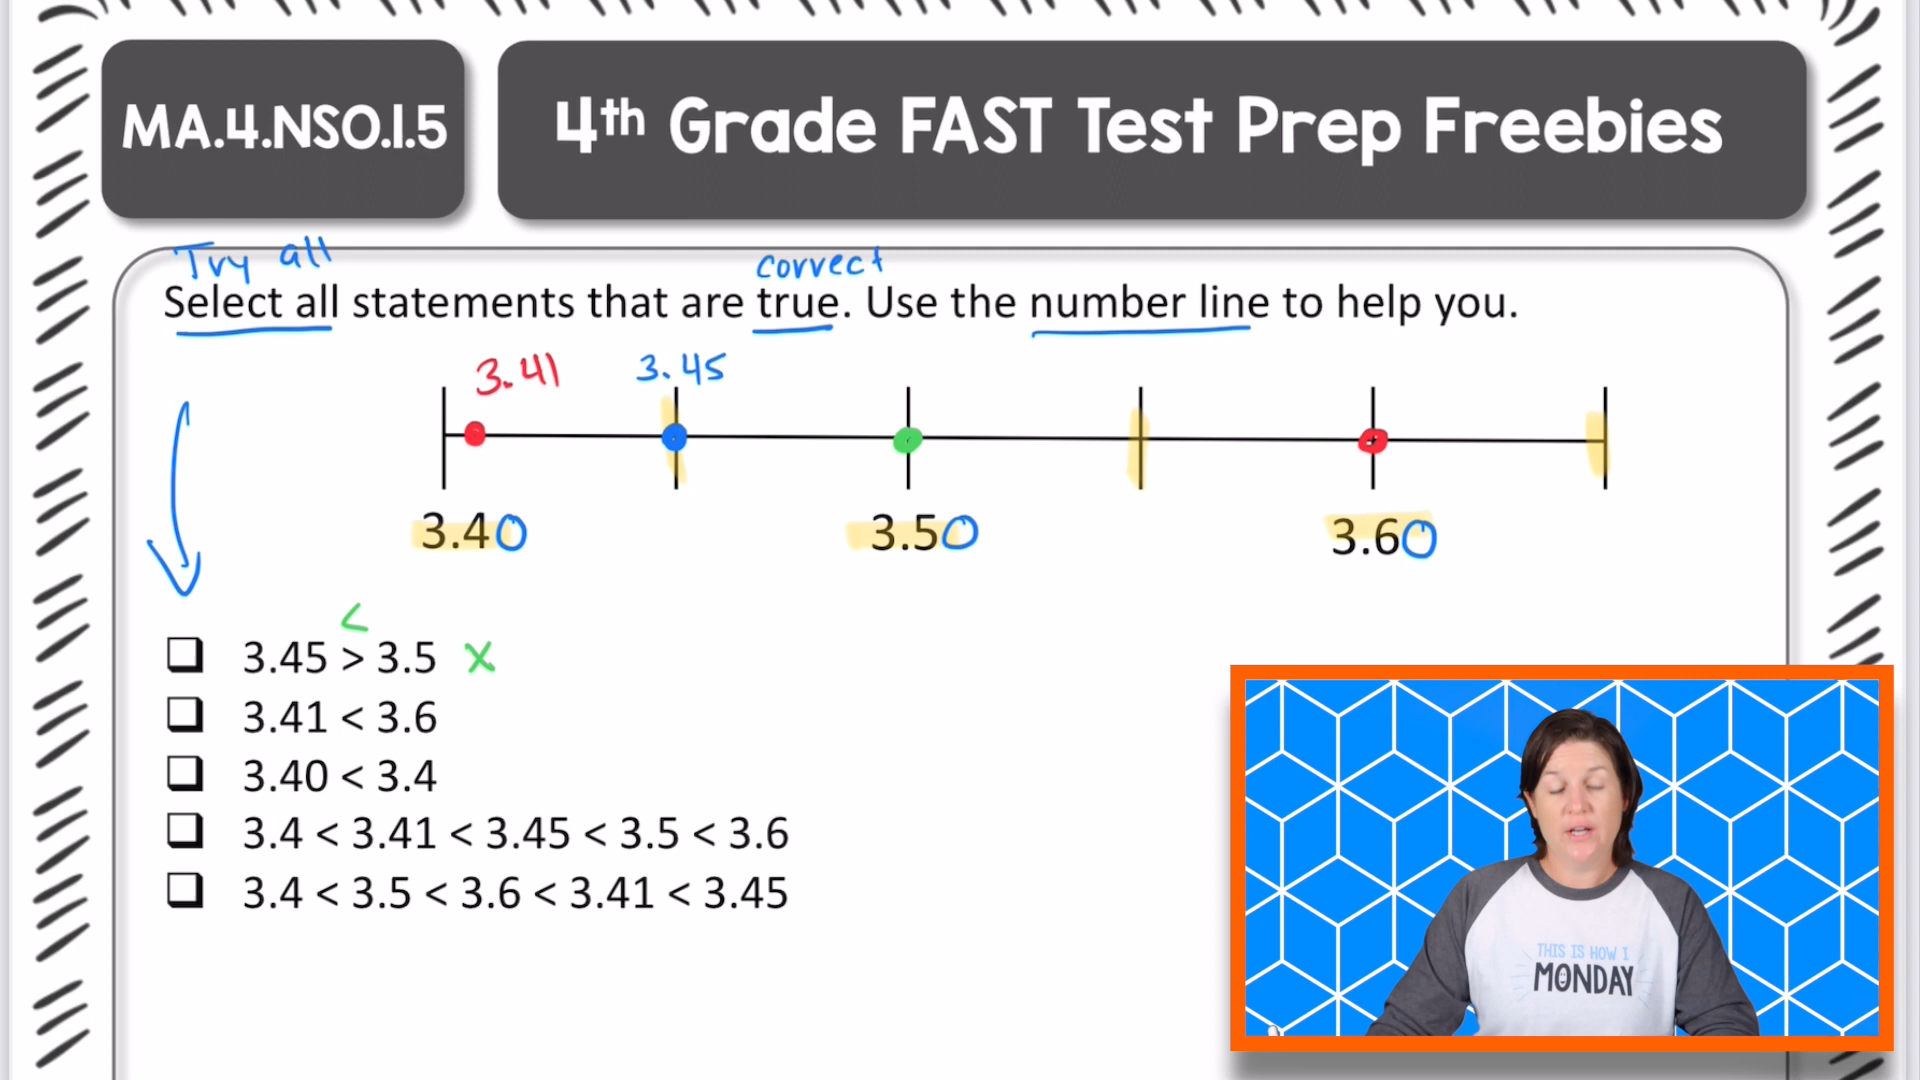 MA.4.NSO.1.5
4th Grade FAST Test Prep Freebies
Try all correct
Select all statements that are true. Use the number line to help you.
3.41 3.45
3.40 3.50 3.60
<
❑ 3.45 > 3.5 x
❑ 3.41 < 3.6
❑ 3.40 < 3.4
❑ 3.4 < 3.41 < 3.45 < 3.5 < 3.6
❑ 3.4 < 3.5 < 3.6 < 3.41 < 3.45
THIS IS HOW I
MONDAY